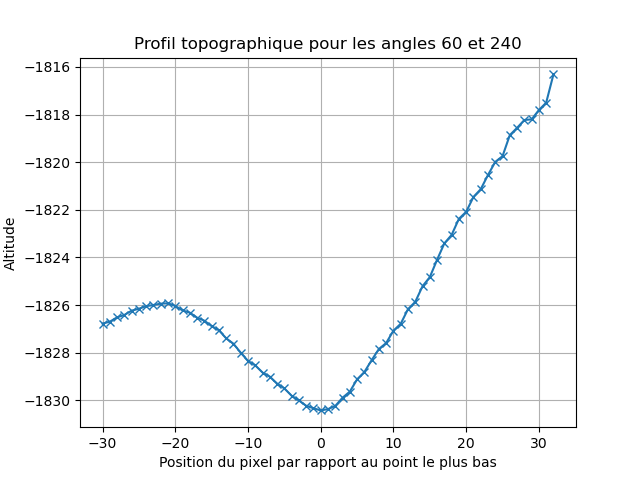 Profil topographique pour les angles 60 et 240
−1816
−1818
−1820
−1822
−1824
−1826
−1828
−1830
Altitude
−30 −20 −10 0 10 20 30
Position du pixel par rapport au point le plus bas